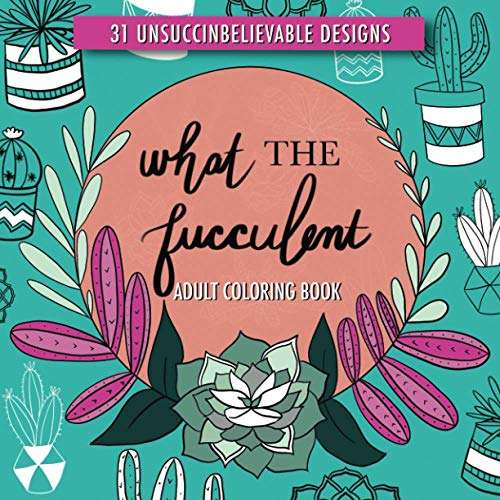 31 UNSUCCINBELIEVABLE DESIGNS
what THE
fucculent
ADULT COLORING BOOK